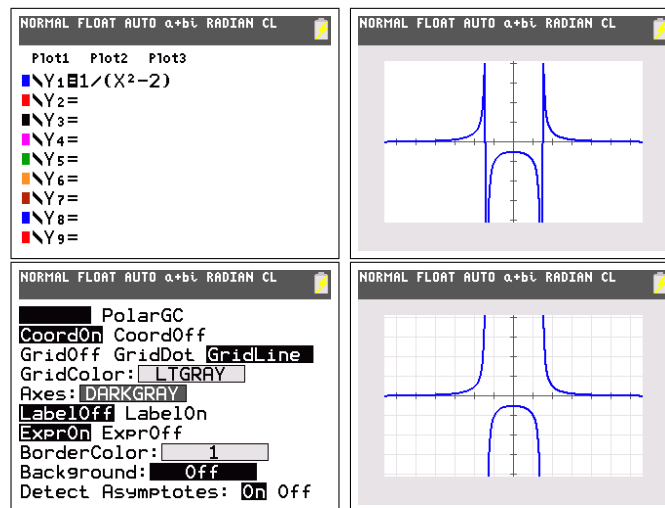 NORMAL FLOAT AUTO a+bi RADIAN CL
Plot1 Plot2 Plot3
\Y1=1/(X²-2)
\Y2=
\Y3=
\Y4=
\Y5=
\Y6=
\Y7=
\Y8=
\Y9=
NORMAL FLOAT AUTO a+bi RADIAN CL
NORMAL FLOAT AUTO a+bi RADIAN CL
PolarGC
CoordOn CoordOff
GridOff GridDot GridLine
GridColor: LTGRAY
Axes: DARKGRAY
LabelOff LabelOn
ExprOn ExprOff
BorderColor: 1
Background: Off
Detect Asymptotes: On Off
NORMAL FLOAT AUTO a+bi RADIAN CL